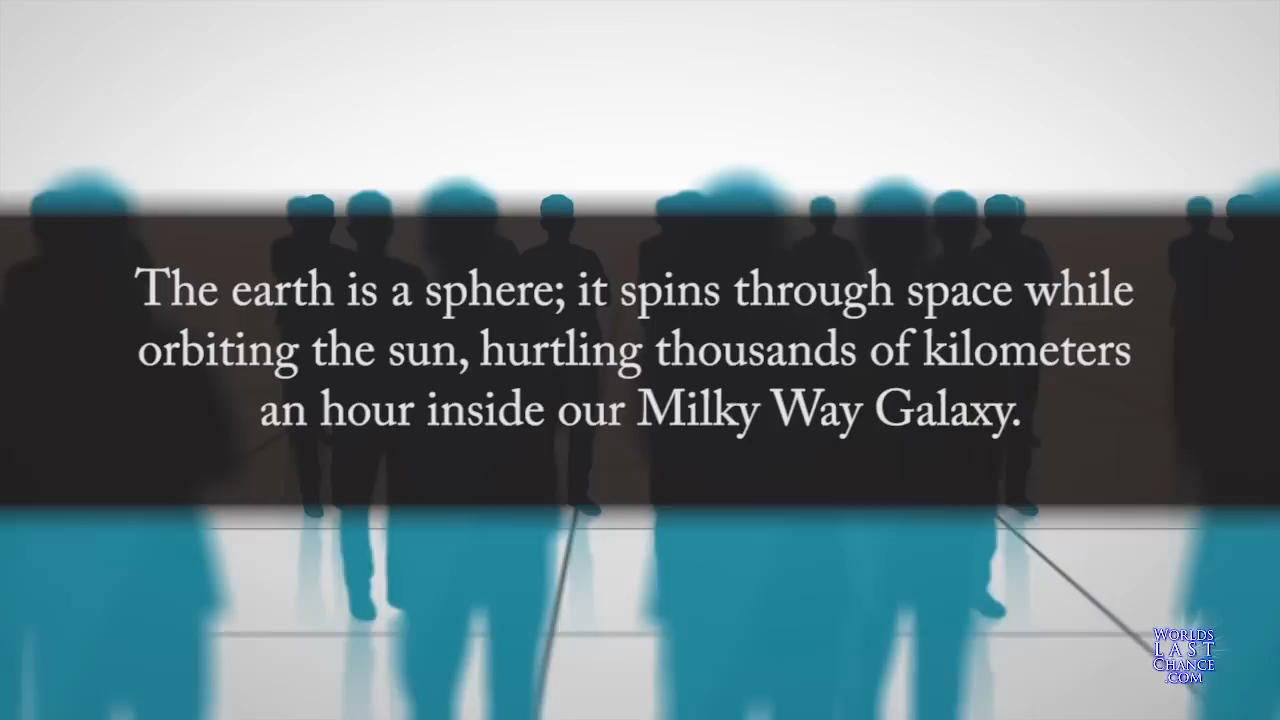 The earth is a sphere; it spins through space while
orbiting the sun, hurtling thousands of kilometers
an hour inside our Milky Way Galaxy.
WORLDS
LAST
CHANCE
.COM